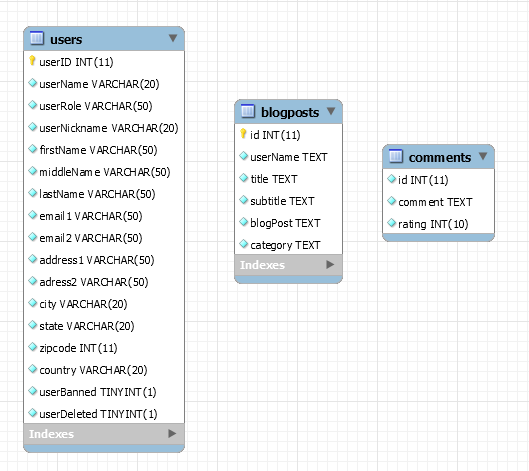 users
userID INT(11)
userName VARCHAR(20)
userRole VARCHAR(50)
userNickname VARCHAR(20)
firstName VARCHAR(50)
middleName VARCHAR(50)
lastName VARCHAR(50)
email1 VARCHAR(50)
email2 VARCHAR(50)
address1 VARCHAR(50)
adress2 VARCHAR(50)
city VARCHAR(20)
state VARCHAR(20)
zipcode INT(11)
country VARCHAR(20)
userBanned TINYINT(1)
userDeleted TINYINT(1)
Indexes
blogposts
id INT(11)
userName TEXT
title TEXT
subtitle TEXT
blogPost TEXT
category TEXT
Indexes
comments
id INT(11)
comment TEXT
rating INT(10)